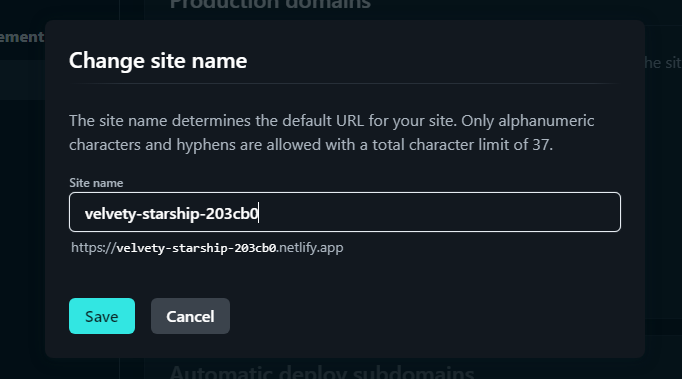 Production domains
ement
he sit
Change site name
The site name determines the default URL for your site. Only alphanumeric
characters and hyphens are allowed with a total character limit of 37.
Site name
velvety-starship-203cb0
https://velvety-starship-203cb0.netlify.app
Save
Cancel
Automatic deploy subdomains